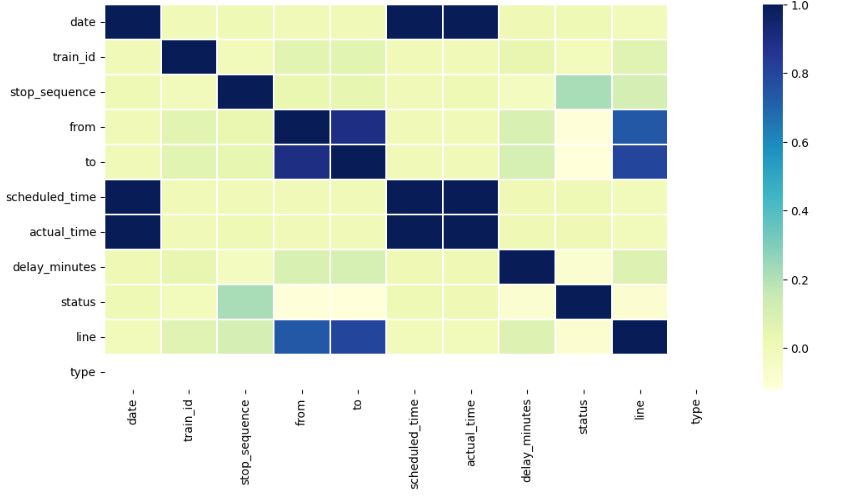 date
train_id
stop_sequence
from
to
scheduled_time
actual_time
delay_minutes
status
line
type
date
train_id
stop_sequence
from
to
scheduled_time
actual_time
delay_minutes
status
line
type
1.0
0.8
0.6
0.4
0.2
0.0